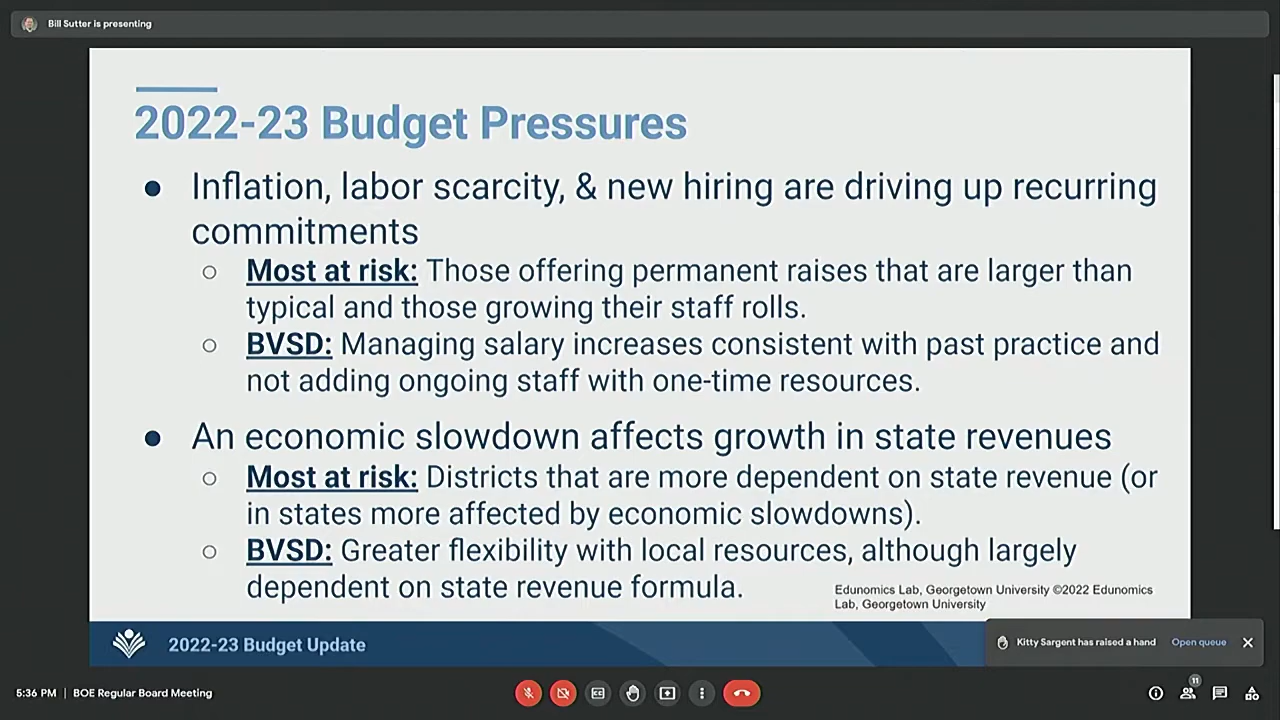 Bill Sutter is presenting
2022-23 Budget Pressures
● Inflation, labor scarcity, & new hiring are driving up recurring
commitments
○ Most at risk: Those offering permanent raises that are larger than
typical and those growing their staff rolls.
○ BVSD: Managing salary increases consistent with past practice and
not adding ongoing staff with one-time resources.
● An economic slowdown affects growth in state revenues
○ Most at risk: Districts that are more dependent on state revenue (or
in states more affected by economic slowdowns).
○ BVSD: Greater flexibility with local resources, although largely
dependent on state revenue formula.
Edunomics Lab, Georgetown University ©2022 Edunomics
Lab, Georgetown University
2022-23 Budget Update
Kitty Sargent has raised a hand Open queue
5:36 PM | BOE Regular Board Meeting
11